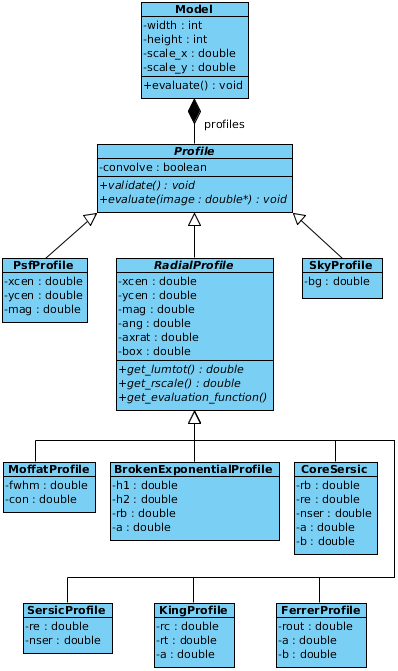 Model
-width : int
-height : int
-scale_x : double
-scale_y : double
+evaluate() : void
profiles
Profile
-convolve : boolean
+validate() : void
+evaluate(image : double*) : void
PsfProfile
-xcen : double
-ycen : double
-mag : double
RadialProfile
-xcen : double
-ycen : double
-mag : double
-ang : double
-axrat : double
-box : double
+get_lumtot() : double
+get_rscale() : double
+get_evaluation_function()
SkyProfile
-bg : double
MoffatProfile
-fwhm : double
-con : double
BrokenExponentialProfile
-h1 : double
-h2 : double
-rb : double
-a : double
CoreSersic
-rb : double
-re : double
-nser : double
-a : double
-b : double
SersicProfile
-re : double
-nser : double
KingProfile
-rc : double
-rt : double
-a : double
FerrerProfile
-rout : double
-a : double
-b : double